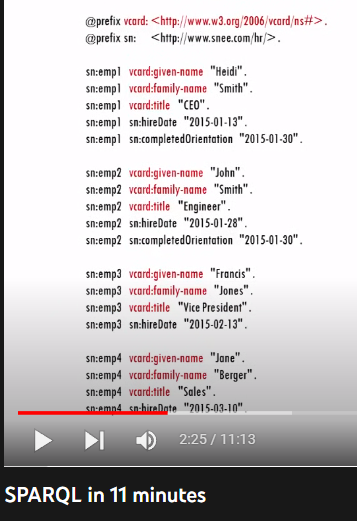 @prefix vcard: <http://www.w3.org/2006/vcard/ns#> .
@prefix sn: <http://www.snee.com/hr/> .
sn:emp1 vcard:given-name "Heidi" .
sn:emp1 vcard:family-name "Smith" .
sn:emp1 vcard:title "CEO" .
sn:emp1 sn:hireDate "2015-01-13" .
sn:emp1 sn:completedOrientation "2015-01-30" .
sn:emp2 vcard:given-name "John" .
sn:emp2 vcard:family-name "Smith" .
sn:emp2 vcard:title "Engineer" .
sn:emp2 sn:hireDate "2015-01-28" .
sn:emp2 sn:completedOrientation "2015-01-30" .
sn:emp3 vcard:given-name "Francis" .
sn:emp3 vcard:family-name "Jones" .
sn:emp3 vcard:title "Vice President" .
sn:emp3 sn:hireDate "2015-02-13" .
sn:emp4 vcard:given-name "Jane" .
sn:emp4 vcard:family-name "Berger" .
sn:emp4 vcard:title "Sales" .
sn:emp4 sn:hireDate "2015-03-10" .
2:25 / 11:13
SPARQL in 11 minutes